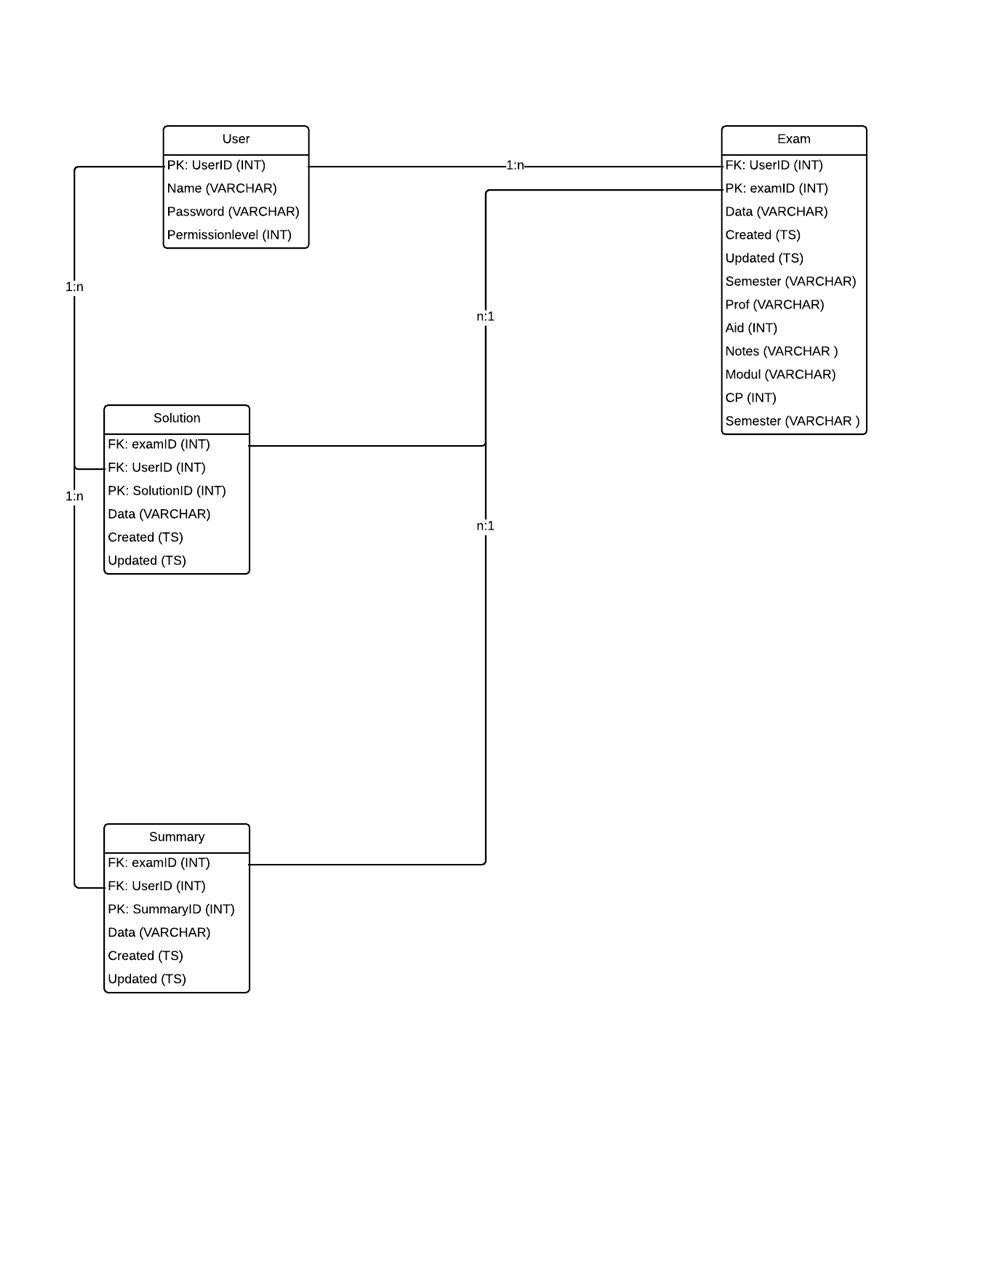 User
PK: UserID (INT)
Name (VARCHAR)
Password (VARCHAR)
Permissionlevel (INT)
1:n
Exam
FK: UserID (INT)
PK: examID (INT)
Data (VARCHAR)
Created (TS)
Updated (TS)
Semester (VARCHAR)
Prof (VARCHAR)
Aid (INT)
Notes (VARCHAR )
Modul (VARCHAR)
CP (INT)
Semester (VARCHAR )
1:n
n:1
Solution
FK: examID (INT)
FK: UserID (INT)
PK: SolutionID (INT)
Data (VARCHAR)
Created (TS)
Updated (TS)
1:n
n:1
Summary
FK: examID (INT)
FK: UserID (INT)
PK: SummaryID (INT)
Data (VARCHAR)
Created (TS)
Updated (TS)